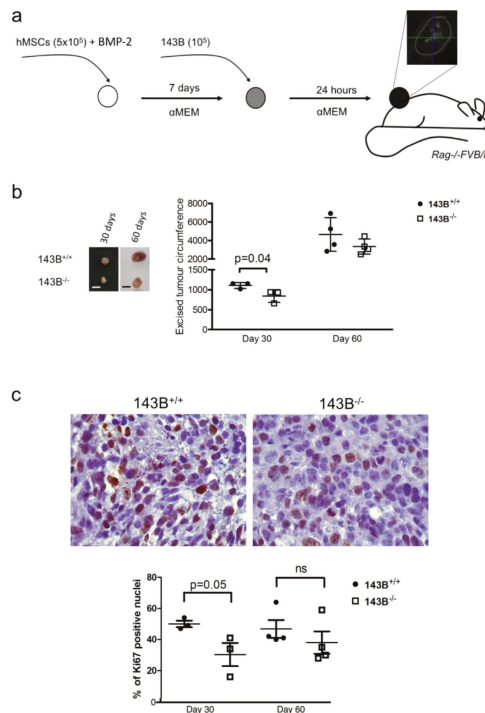 a
hMSCs (5x10⁵) + BMP-2
143B (10⁵)
7 days
24 hours
αMEM
αMEM
Rag-/-FVB/
b
30 days
60 days
143B⁺/⁺
143B⁻/⁻
Excised tumour circumference
8000
6000
4000
2000
1500
1000
500
0
p=0.04
Day 30
Day 60
143B⁺/⁺
143B⁻/⁻
c
143B⁺/⁺
143B⁻/⁻
% of Ki67 positive nuclei
80
60
40
20
0
p=0.05
ns
Day 30
Day 60
143B⁺/⁺
143B⁻/⁻